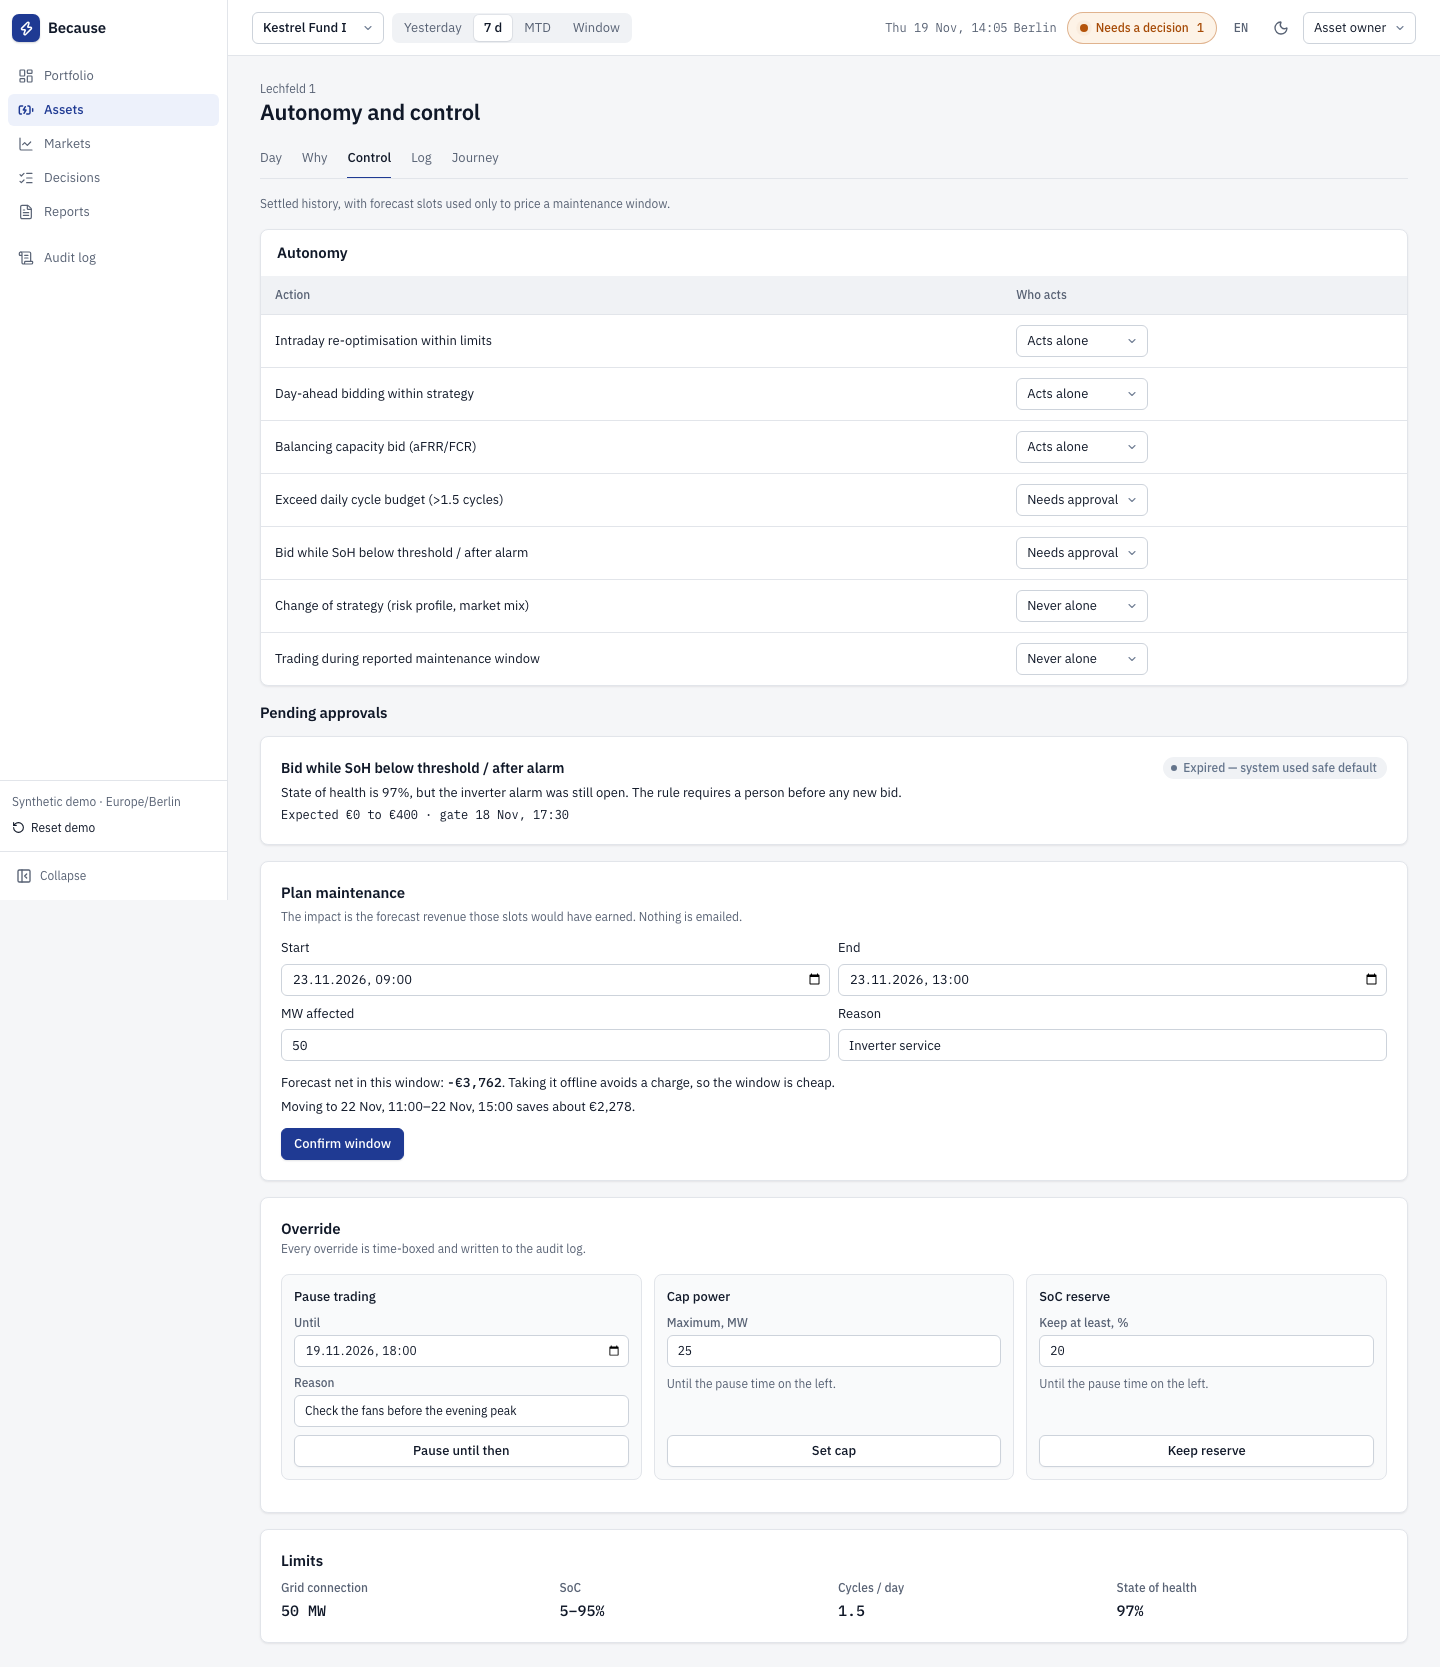 Because
Kestrel Fund I
Yesterday
7 d
MTD
Window
Thu 19 Nov, 14:05 Berlin
Needs a decision 1
EN
Asset owner
Portfolio
Assets
Markets
Decisions
Reports
Audit log
Synthetic demo · Europe/Berlin
Reset demo
Collapse
Lechfeld 1
Autonomy and control
Day
Why
Control
Log
Journey
Settled history, with forecast slots used only to price a maintenance window.
Autonomy
Action
Who acts
Intraday re-optimisation within limits
Acts alone
Day-ahead bidding within strategy
Acts alone
Balancing capacity bid (aFRR/FCR)
Acts alone
Exceed daily cycle budget (>1.5 cycles)
Needs approval
Bid while SoH below threshold / after alarm
Needs approval
Change of strategy (risk profile, market mix)
Never alone
Trading during reported maintenance window
Never alone
Pending approvals
Bid while SoH below threshold / after alarm
Expired — system used safe default
State of health is 97%, but the inverter alarm was still open. The rule requires a person before any new bid.
Expected €0 to €400 · gate 18 Nov, 17:30
Plan maintenance
The impact is the forecast revenue those slots would have earned. Nothing is emailed.
Start
End
23.11.2026, 09:00
23.11.2026, 13:00
MW affected
Reason
50
Inverter service
Forecast net in this window: -€3,762. Taking it offline avoids a charge, so the window is cheap.
Moving to 22 Nov, 11:00–22 Nov, 15:00 saves about €2,278.
Confirm window
Override
Every override is time-boxed and written to the audit log.
Pause trading
Until
19.11.2026, 18:00
Reason
Check the fans before the evening peak
Pause until then
Cap power
Maximum, MW
25
Until the pause time on the left.
Set cap
SoC reserve
Keep at least, %
20
Until the pause time on the left.
Keep reserve
Limits
Grid connection
50 MW
SoC
5–95%
Cycles / day
1.5
State of health
97%